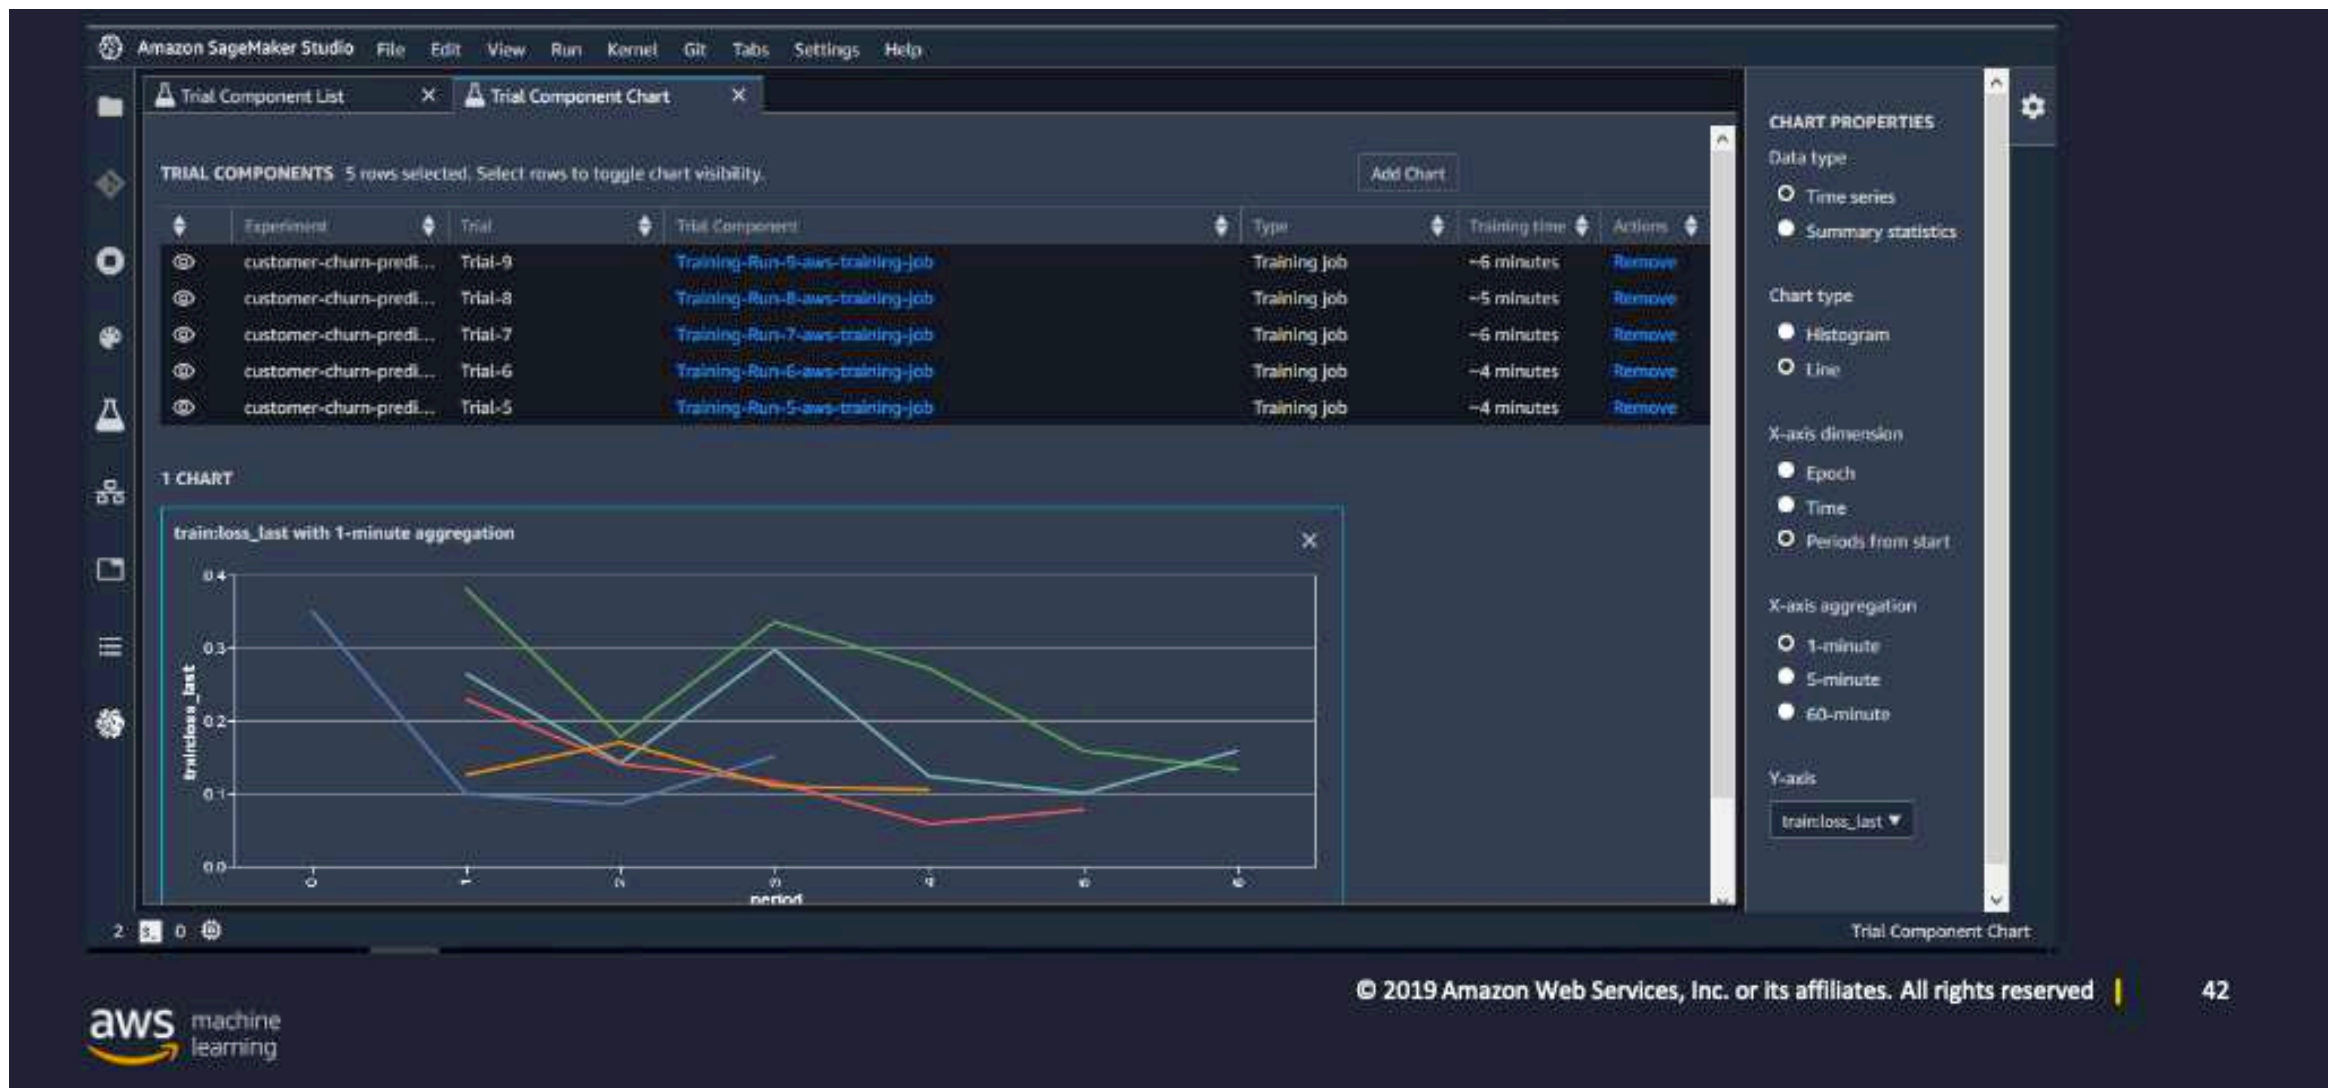 Amazon SageMaker Studio File Edit View Run Kernel Git Tabs Settings Help
Trial Component List Trial Component Chart
TRIAL COMPONENTS 5 rows selected. Select rows to toggle chart visibility. Add Chart
Experiment Trial Trial Component Type Training time Actions
customer-churn-predi... Trial-9 Training-Run-9-aws-training-job Training job ~6 minutes Remove
customer-churn-predi... Trial-8 Training-Run-8-aws-training-job Training job ~5 minutes Remove
customer-churn-predi... Trial-7 Training-Run-7-aws-training-job Training job ~6 minutes Remove
customer-churn-predi... Trial-6 Training-Run-6-aws-training-job Training job ~4 minutes Remove
customer-churn-predi... Trial-5 Training-Run-5-aws-training-job Training job ~4 minutes Remove
1 CHART
train:loss_last with 1-minute aggregation
train:loss_last
0.4
0.3
0.2
0.1
0.0
0 1 2 3 4 5 6
period
CHART PROPERTIES
Data type
Time series
Summary statistics
Chart type
Histogram
Line
X-axis dimension
Epoch
Time
Periods from start
X-axis aggregation
1-minute
5-minute
60-minute
Y-axis
train:loss_last
2 $_ 0 Trial Component Chart
© 2019 Amazon Web Services, Inc. or its affiliates. All rights reserved | 42
aws machine
learning